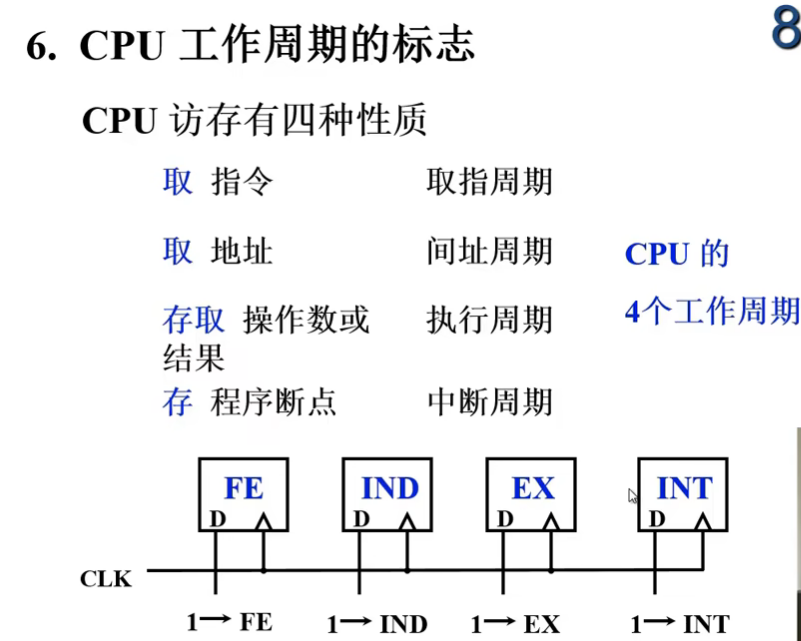 8
6. CPU 工作周期的标志
CPU 访存有四种性质
取 指令 取指周期
取 地址 间址周期 CPU 的
存取 操作数或 执行周期 4个工作周期
结果
存 程序断点 中断周期
FE IND EX INT
D D D D
CLK
1→ FE 1→ IND 1→ EX 1→ INT